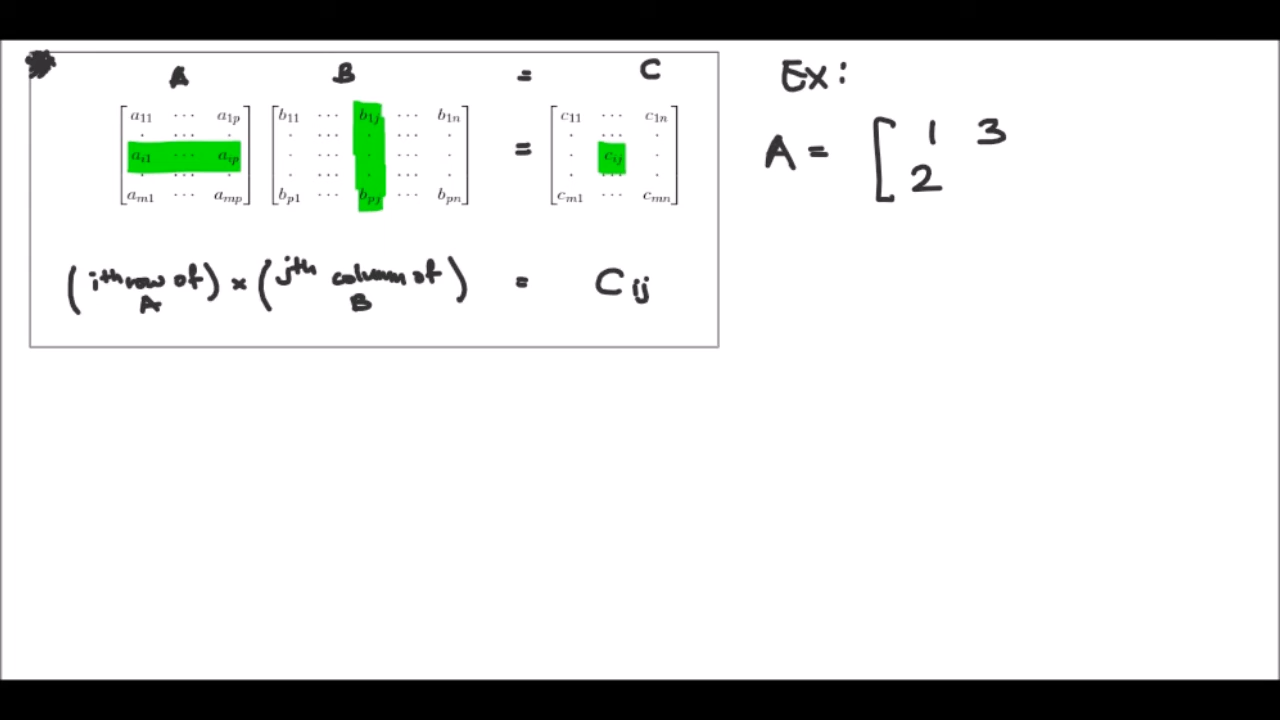 A B = C
a11 ⋯ a1p b11 ⋯ b1j ⋯ b1n c11 ⋯ c1n
. ⋯ . . ⋯ . ⋯ . . ⋯ .
ai1 ⋯ aip . ⋯ . ⋯ . = . cij .
. ⋯ . . ⋯ . ⋯ . . ⋯ .
am1 ⋯ amp bp1 ⋯ bpj ⋯ bpn cm1 ⋯ cmn
(ith row of A) × (jth column of B) = Cij
Ex:
A = [ 1 3
2